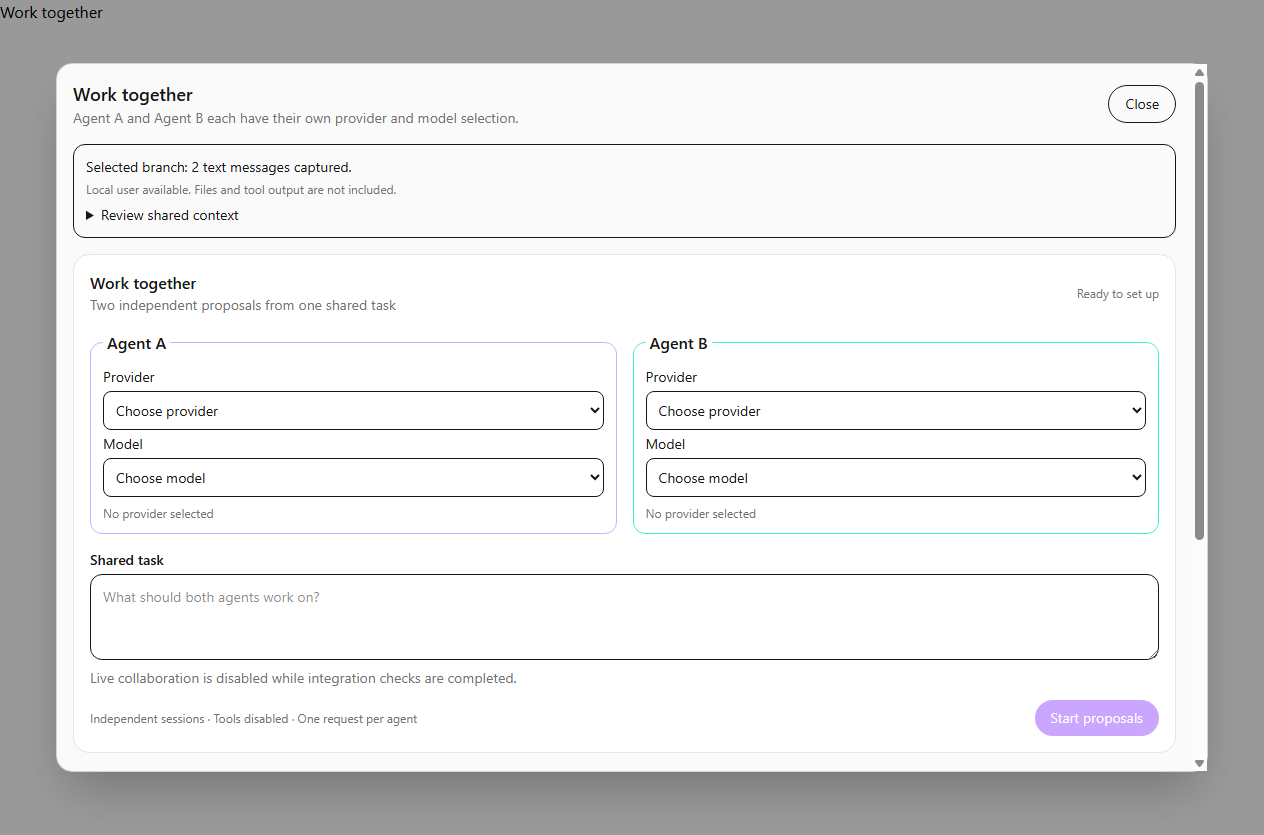 Work together
Work together
Close
Agent A and Agent B each have their own provider and model selection.
Selected branch: 2 text messages captured.
Local user available. Files and tool output are not included.
Review shared context
Work together
Two independent proposals from one shared task
Ready to set up
Agent A
Provider
Choose provider
Model
Choose model
No provider selected
Agent B
Provider
Choose provider
Model
Choose model
No provider selected
Shared task
What should both agents work on?
Live collaboration is disabled while integration checks are completed.
Independent sessions · Tools disabled · One request per agent
Start proposals